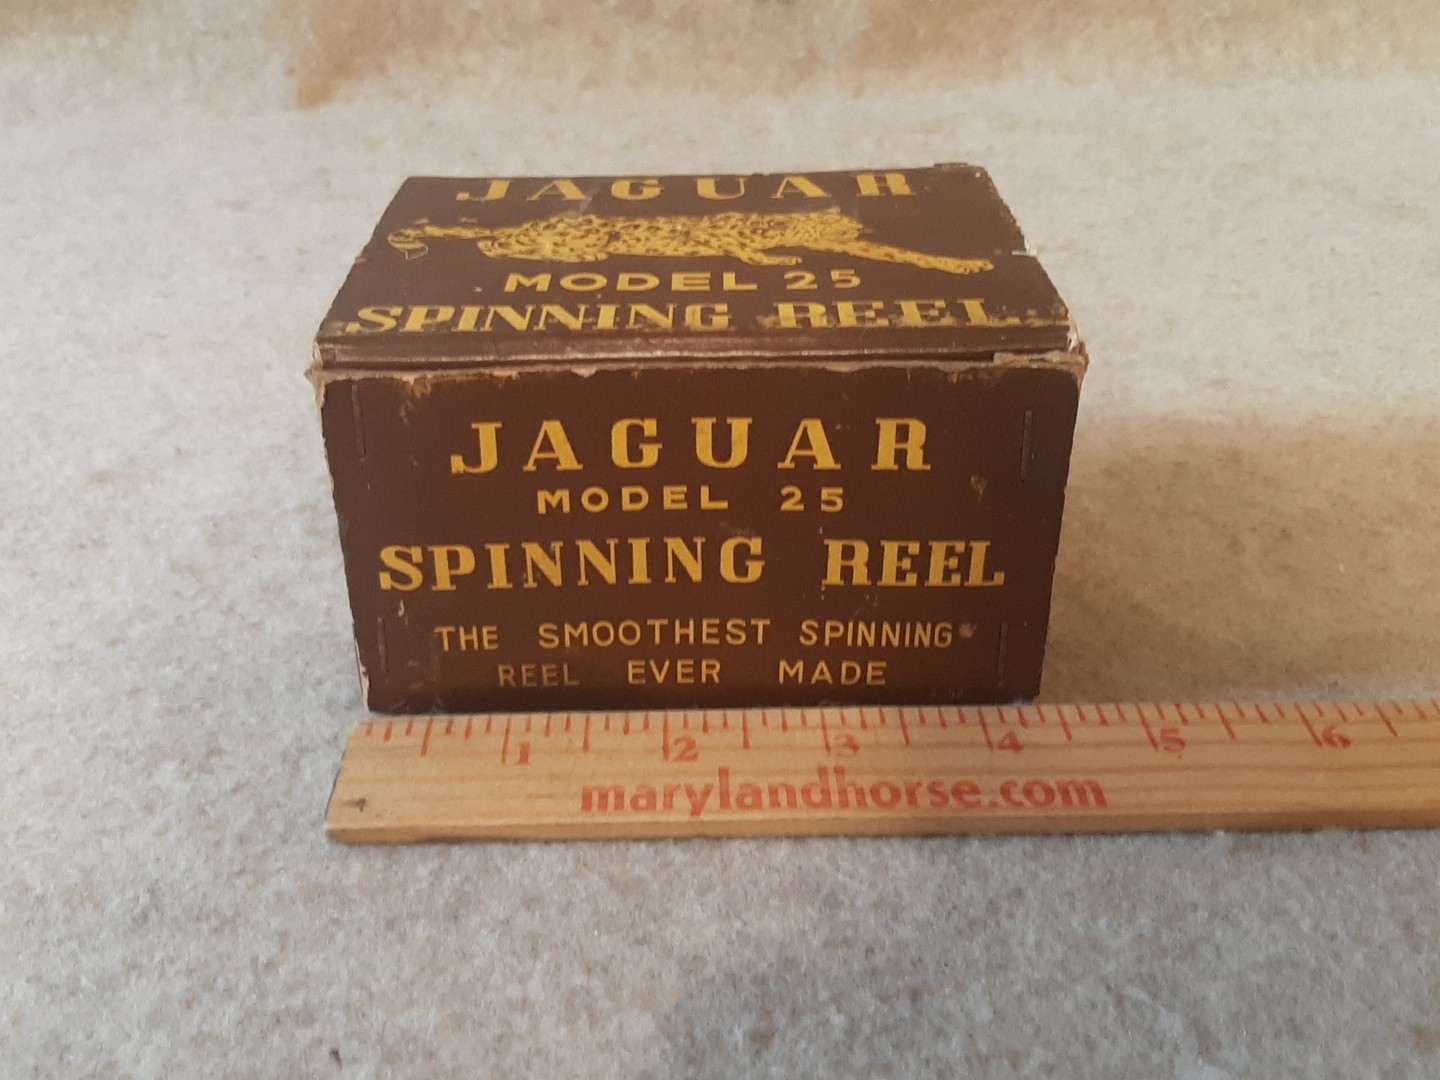 JAGUAR
MODEL 25
SPINNING REEL
JAGUAR
MODEL 25
SPINNING REEL
THE SMOOTHEST SPINNING
REEL EVER MADE
1 2 3 4 5 6
marylandhorse.com